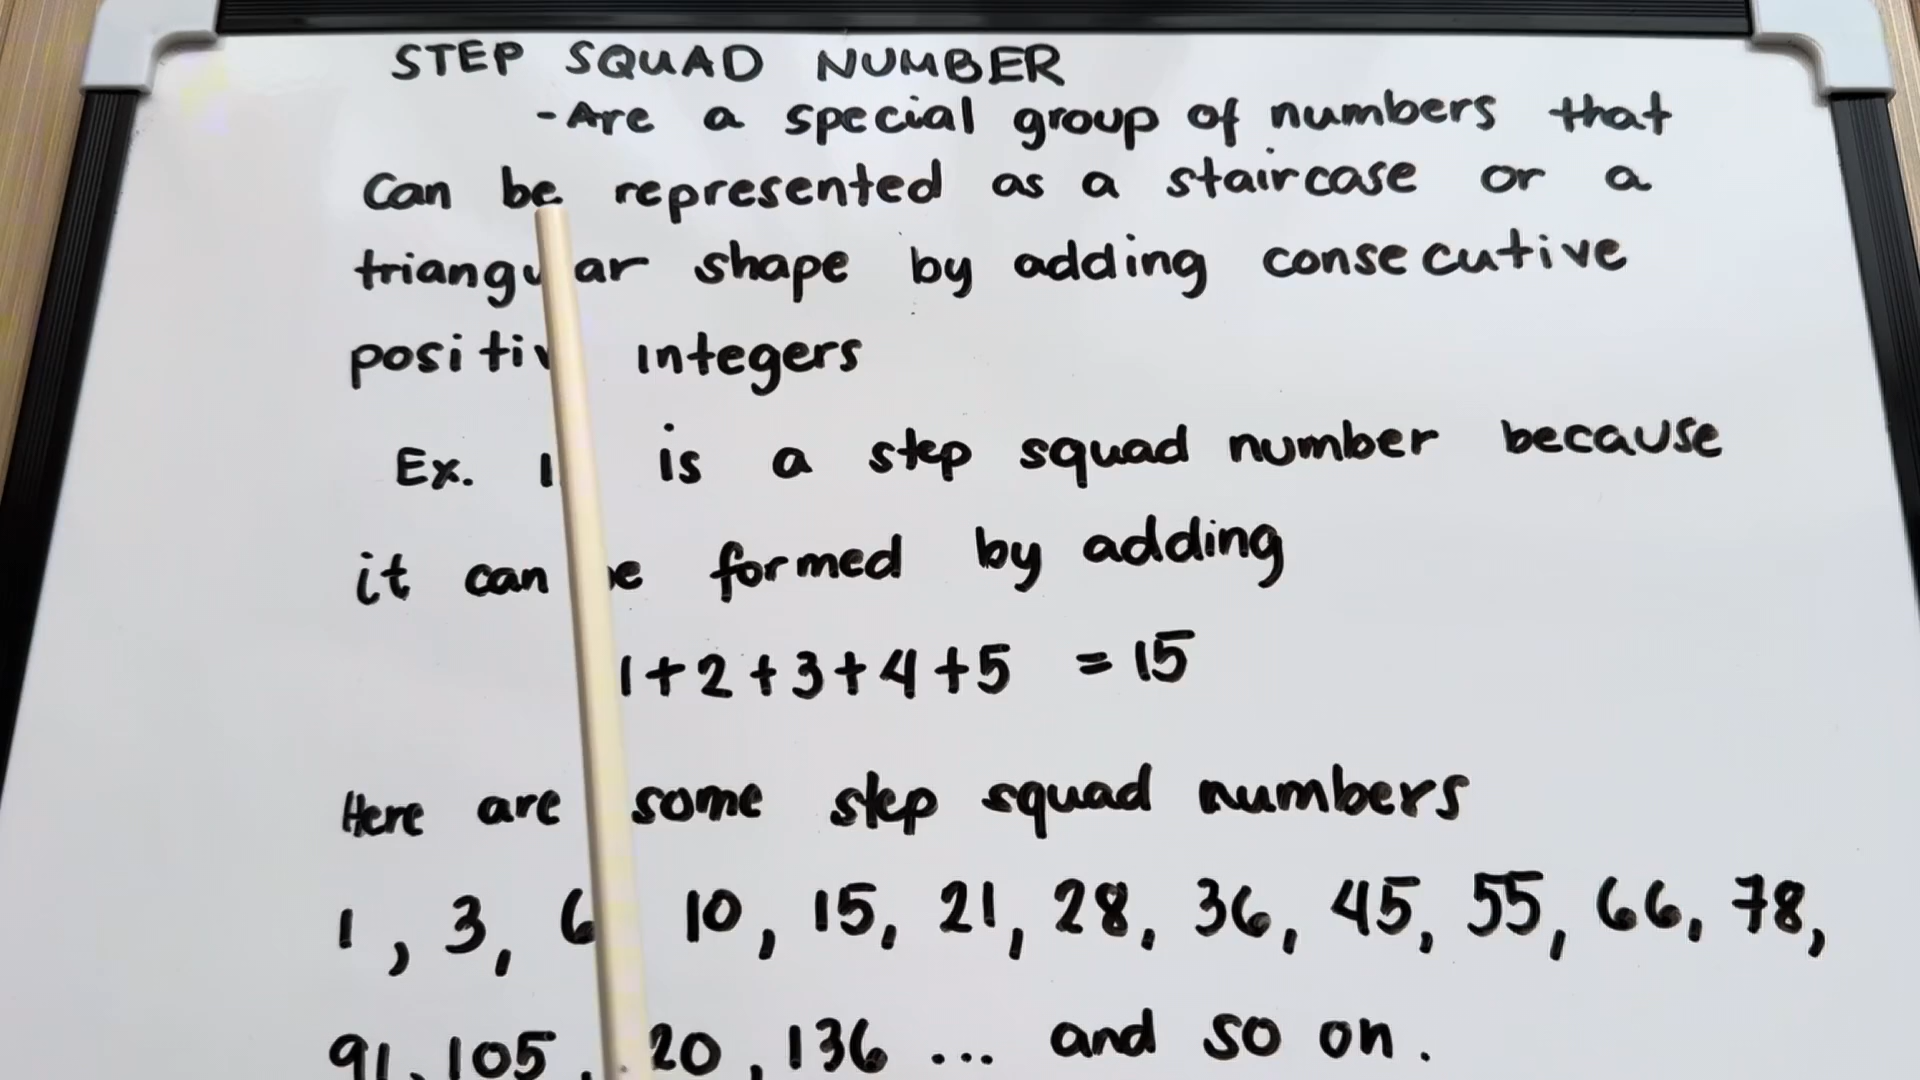 STEP SQUAD NUMBER
- Are a special group of numbers that
can be represented as a staircase or a
shape by adding consecutive
integers
Ex. is a step squad number because
it can formed by adding
1+2+3+4+5 = 15
Here are some step squad numbers
1, 3, 6 10, 15, 21, 28, 36, 45, 55, 66, 78,
91, 105, 136 ... and so on.